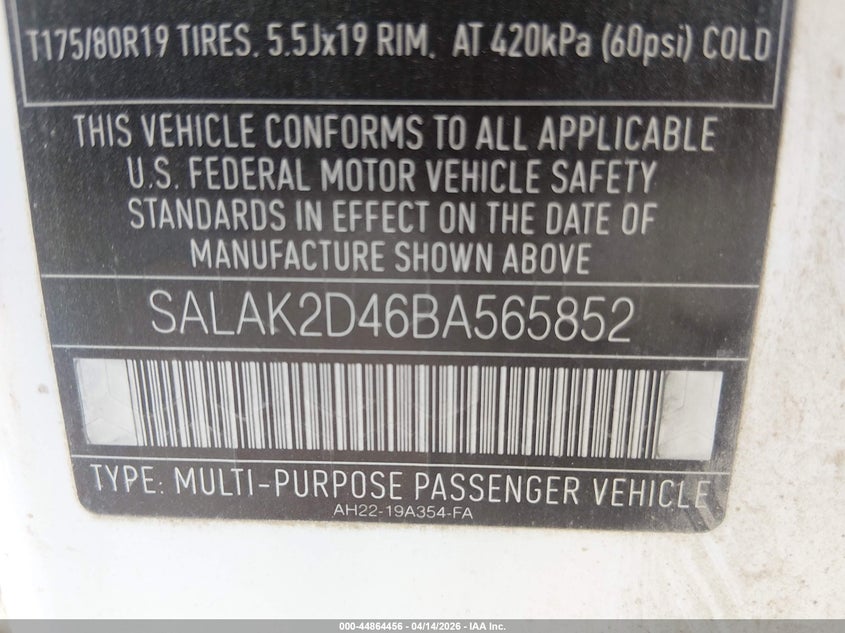 T175/80R19 TIRES, 5.5Jx19 RIM, AT 420kPa (60psi) COLD
THIS VEHICLE CONFORMS TO ALL APPLICABLE
U.S. FEDERAL MOTOR VEHICLE SAFETY
STANDARDS IN EFFECT ON THE DATE OF
MANUFACTURE SHOWN ABOVE
SALAK2D46BA565852
TYPE: MULTI-PURPOSE PASSENGER VEHICLE
AH22-19A354-FA
000-44864456 | 04/14/2026 - IAA Inc.